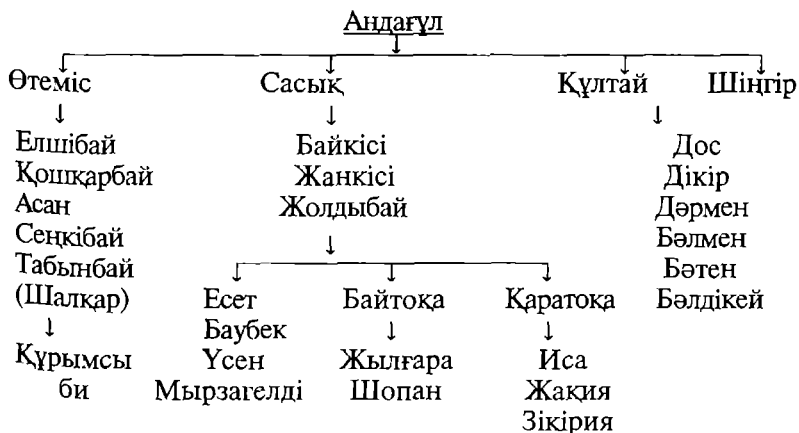 Андағұл
Өтеміс Сасық Құлтай Шіңгір
Елшібай Байкісі Дос
Қошқарбай Жанкісі Дікір
Асан Жолдыбай Дәрмен
Сеңкібай Бәлмен
Табынбай Бәтен
(Шалқар) Есет Байтоқа Қаратоқа Бәлдікей
Баубек
Құрымсы Үсен Жылғара Иса
би Мырзагелді Шопан Жақия
Зікірия